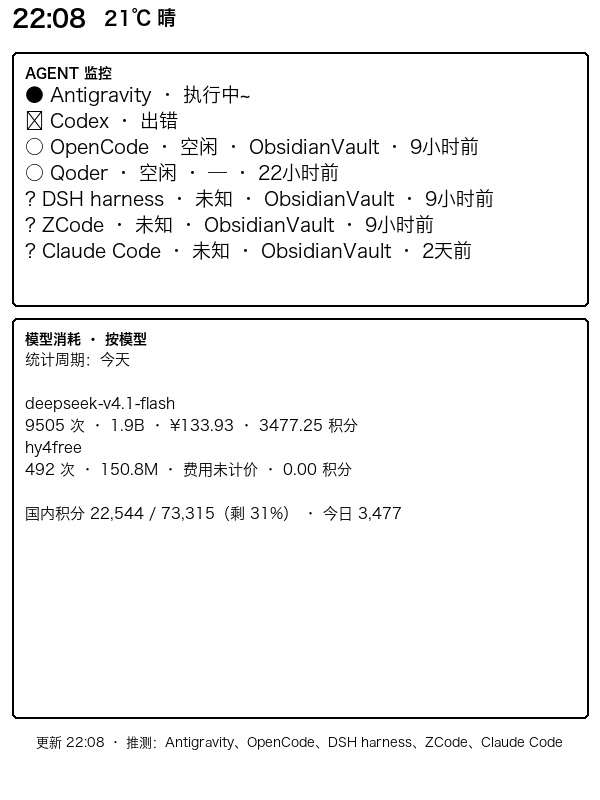 22:08 21℃ 晴
AGENT 监控
● Antigravity · 执行中~
☒ Codex · 出错
○ OpenCode · 空闲 · ObsidianVault · 9小时前
○ Qoder · 空闲 · — · 22小时前
? DSH harness · 未知 · ObsidianVault · 9小时前
? ZCode · 未知 · ObsidianVault · 9小时前
? Claude Code · 未知 · ObsidianVault · 2天前
模型消耗 · 按模型
统计周期：今天
deepseek-v4.1-flash
9505 次 · 1.9B · ¥133.93 · 3477.25 积分
hy4free
492 次 · 150.8M · 费用未计价 · 0.00 积分
国内积分 22,544 / 73,315（剩 31%） · 今日 3,477
更新 22:08 · 推测：Antigravity、OpenCode、DSH harness、ZCode、Claude Code